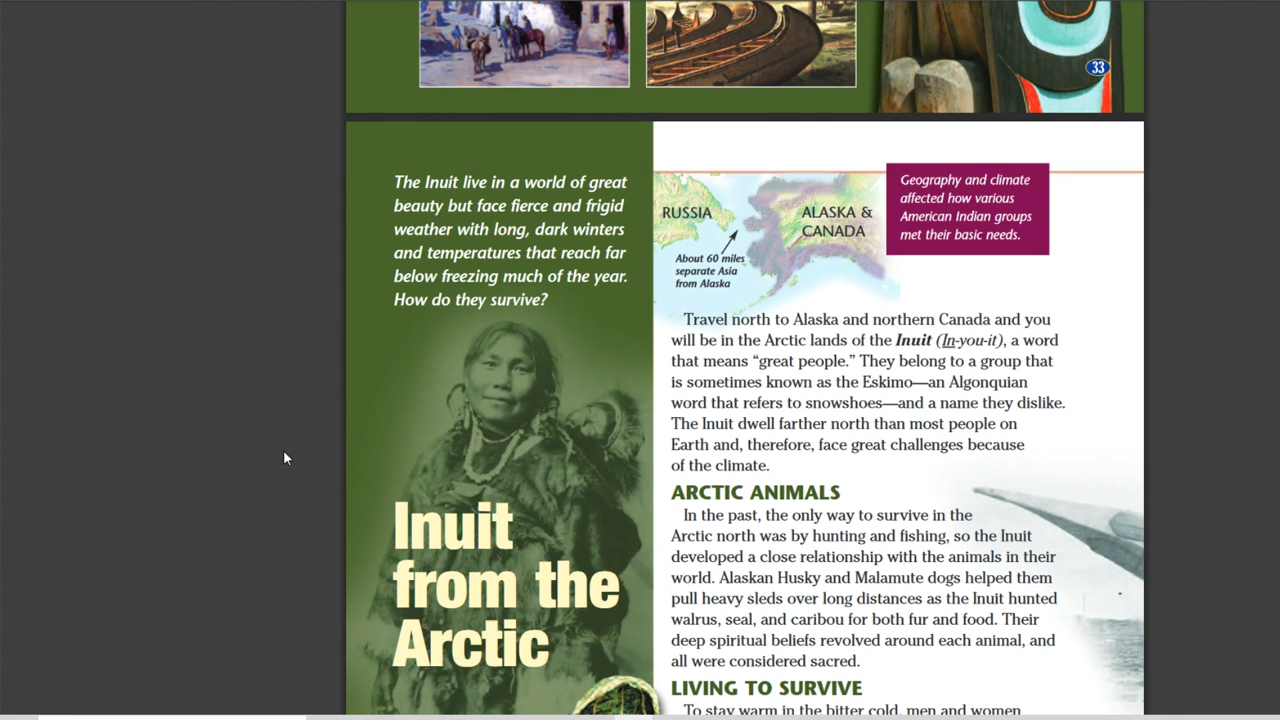 33
The Inuit live in a world of great
beauty but face fierce and frigid
weather with long, dark winters
and temperatures that reach far
below freezing much of the year.
How do they survive?
Inuit
from the
Arctic
RUSSIA
ALASKA &
CANADA
About 60 miles
separate Asia
from Alaska
Geography and climate
affected how various
American Indian groups
met their basic needs.
Travel north to Alaska and northern Canada and you
will be in the Arctic lands of the Inuit (In-you-it), a word
that means “great people.” They belong to a group that
is sometimes known as the Eskimo—an Algonquian
word that refers to snowshoes—and a name they dislike.
The Inuit dwell farther north than most people on
Earth and, therefore, face great challenges because
of the climate.
ARCTIC ANIMALS
In the past, the only way to survive in the
Arctic north was by hunting and fishing, so the Inuit
developed a close relationship with the animals in their
world. Alaskan Husky and Malamute dogs helped them
pull heavy sleds over long distances as the Inuit hunted
walrus, seal, and caribou for both fur and food. Their
deep spiritual beliefs revolved around each animal, and
all were considered sacred.
LIVING TO SURVIVE
To stay warm in the bitter cold, men and women